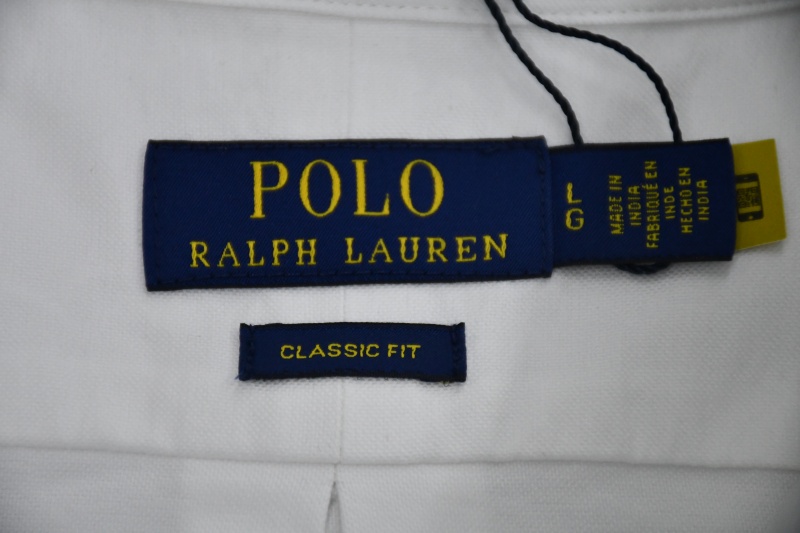 POLO
RALPH LAUREN
LG
MADE IN
INDIA
FABRIQUÉ EN
INDE
HECHO EN
INDIA
CLASSIC FIT